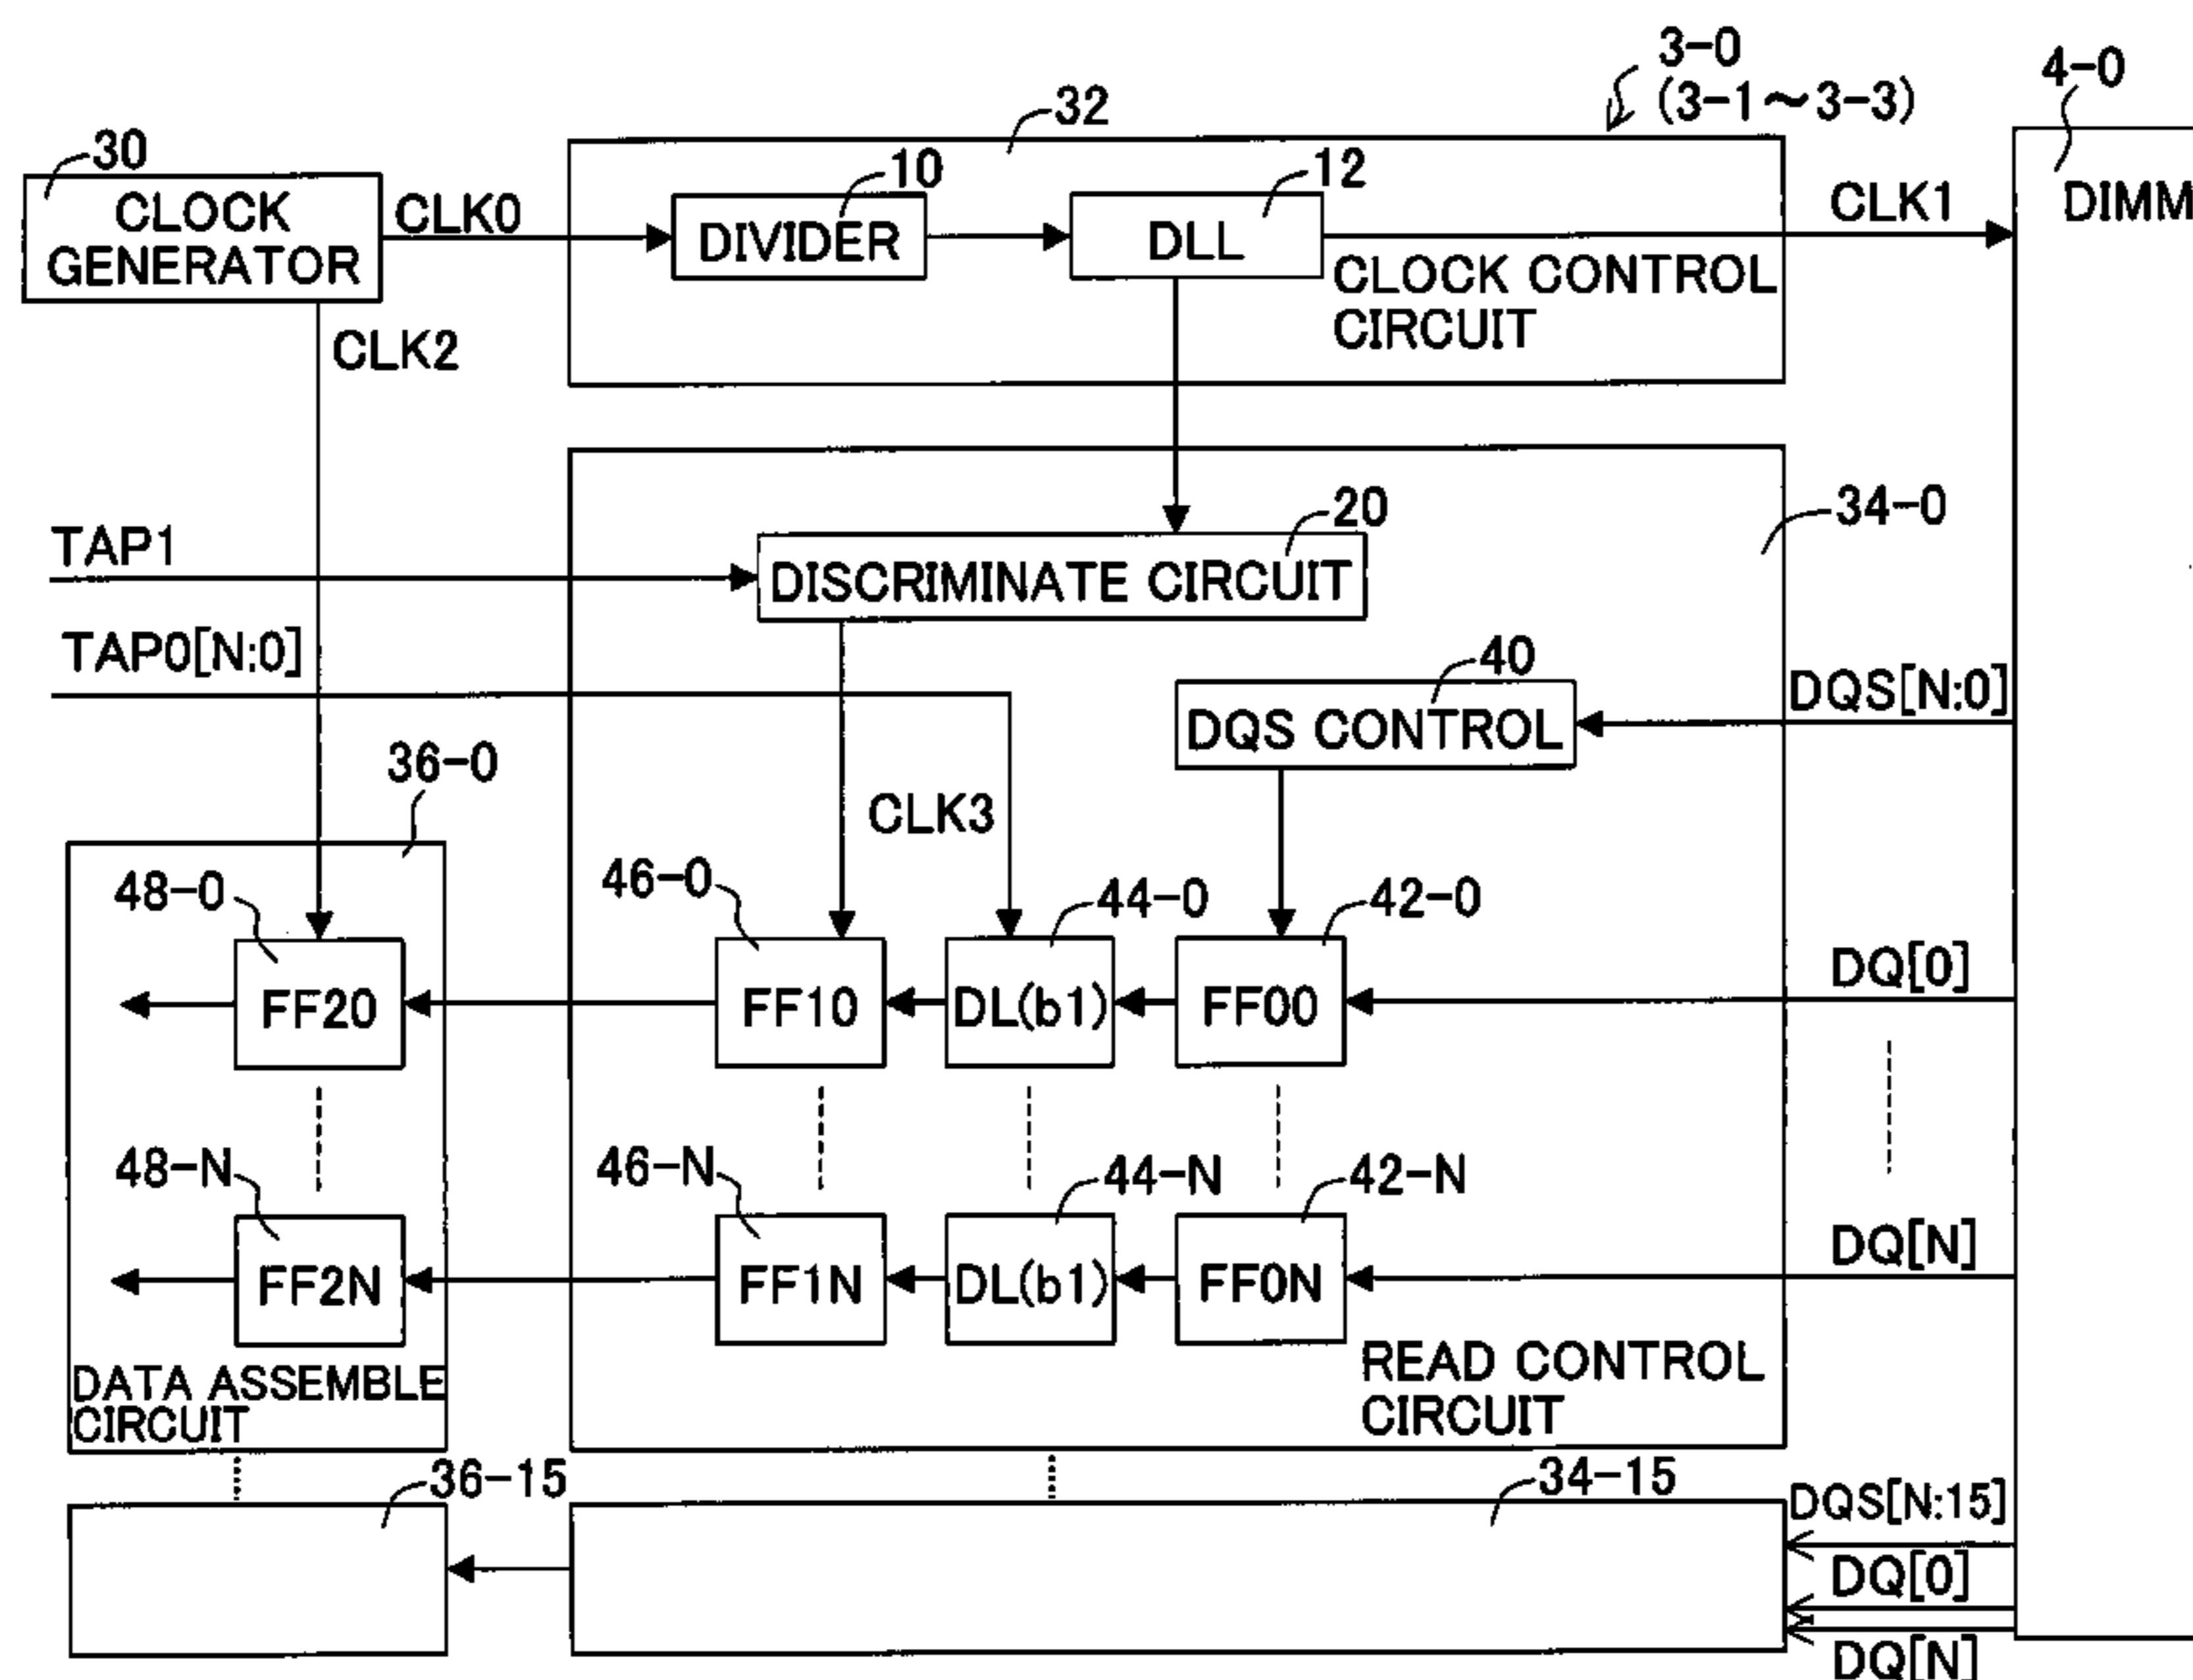 3-0
(3-1~3-3)
4-0
32
30
10
12
CLOCK
GENERATOR
CLK0
DIVIDER
DLL
CLK1
DIMM
CLOCK CONTROL
CIRCUIT
CLK2
34-0
20
TAP1
DISCRIMINATE CIRCUIT
TAP0[N:0]
40
DQS[N:0]
DQS CONTROL
36-0
CLK3
48-0
46-0
44-0
42-0
FF20
FF10
DL(b1)
FF00
DQ[0]
48-N
46-N
44-N
42-N
FF2N
FF1N
DL(b1)
FF0N
DQ[N]
DATA ASSEMBLE
CIRCUIT
READ CONTROL
CIRCUIT
36-15
34-15
DQS[N:15]
DQ[0]
DQ[N]